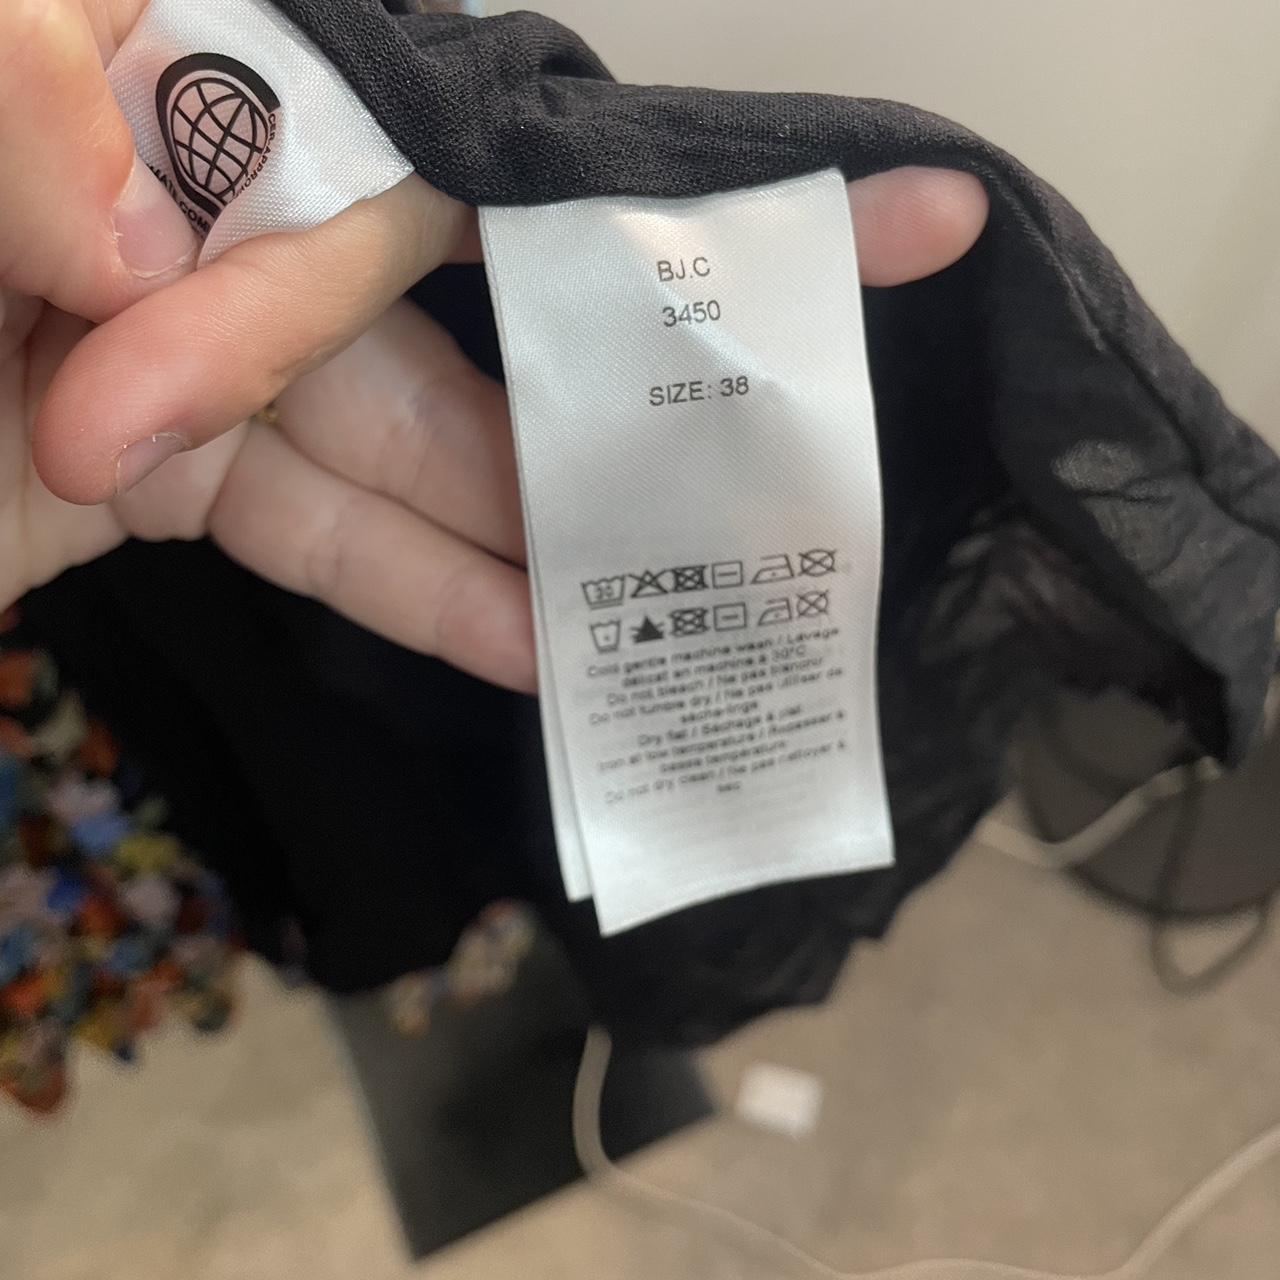 BJ.C
3450
SIZE: 38
30
Cold gentle machine wash / Lavage
délicat en machine à 30°C
Do not bleach / Ne pas blanchir
Do not tumble dry / Ne pas utiliser de
sèche-linge
Dry flat / Séchage à plat
Iron at low temperature / Repasser à
basse température
Do not dry clean / Ne pas nettoyer à
sec